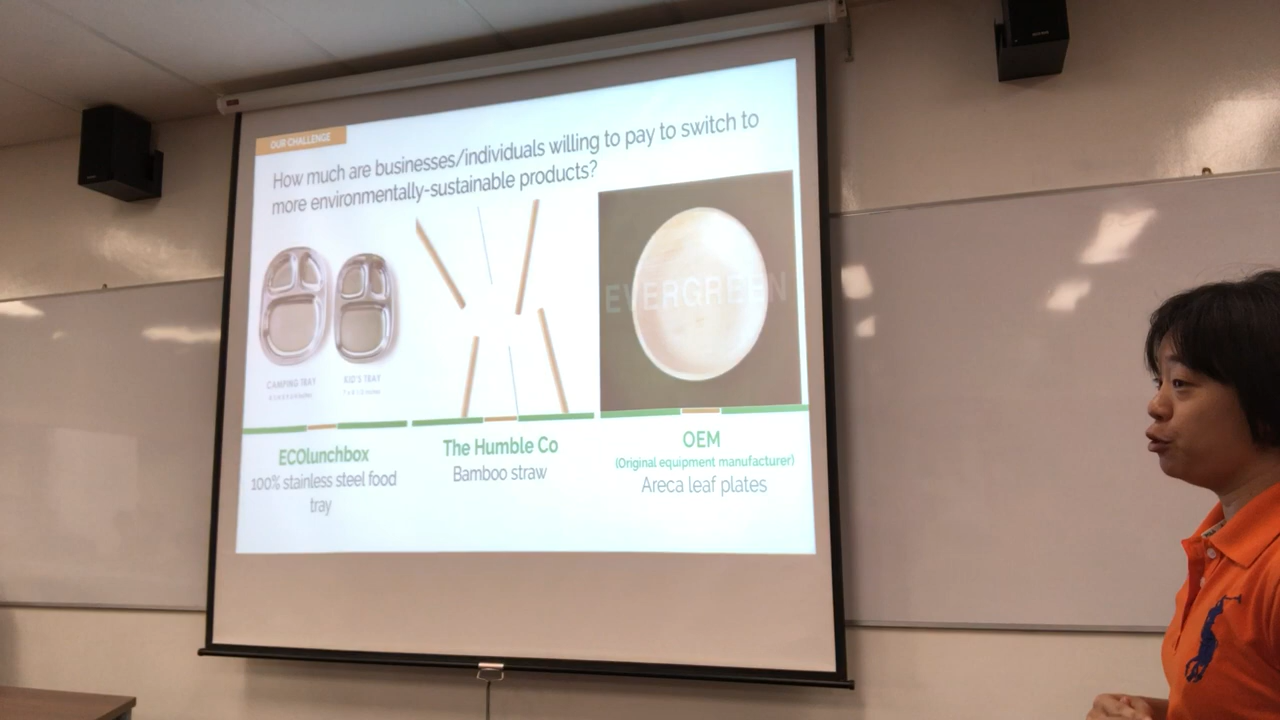 OUR CHALLENGE
How much are businesses/individuals willing to pay to switch to
more environmentally-sustainable products?
CAMPING TRAY
KID'S TRAY
EVERGREEN
ECOlunchbox
100% stainless steel food
tray
The Humble Co
Bamboo straw
OEM
(Original equipment manufacturer)
Areca leaf plates